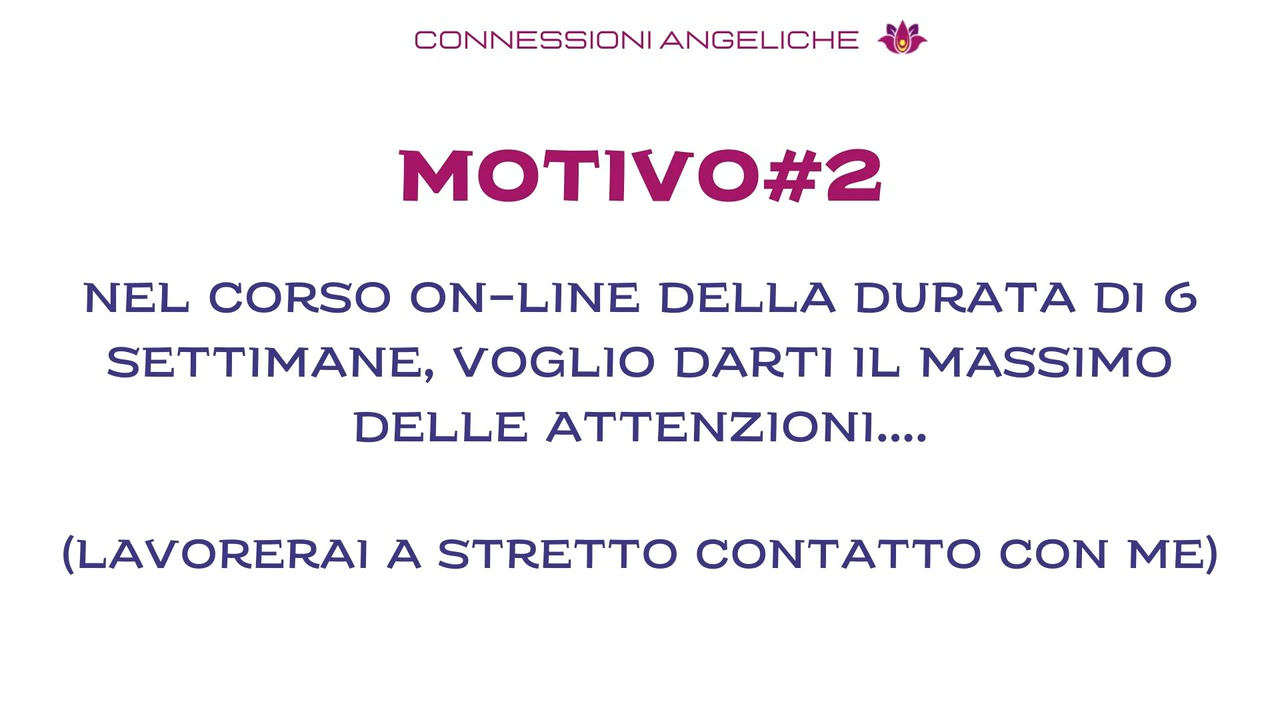 CONNESSIONI ANGELICHE
MOTIVO#2
NEL CORSO ON-LINE DELLA DURATA DI 6
SETTIMANE, VOGLIO DARTI IL MASSIMO
DELLE ATTENZIONI....
(LAVORERAI A STRETTO CONTATTO CON ME)